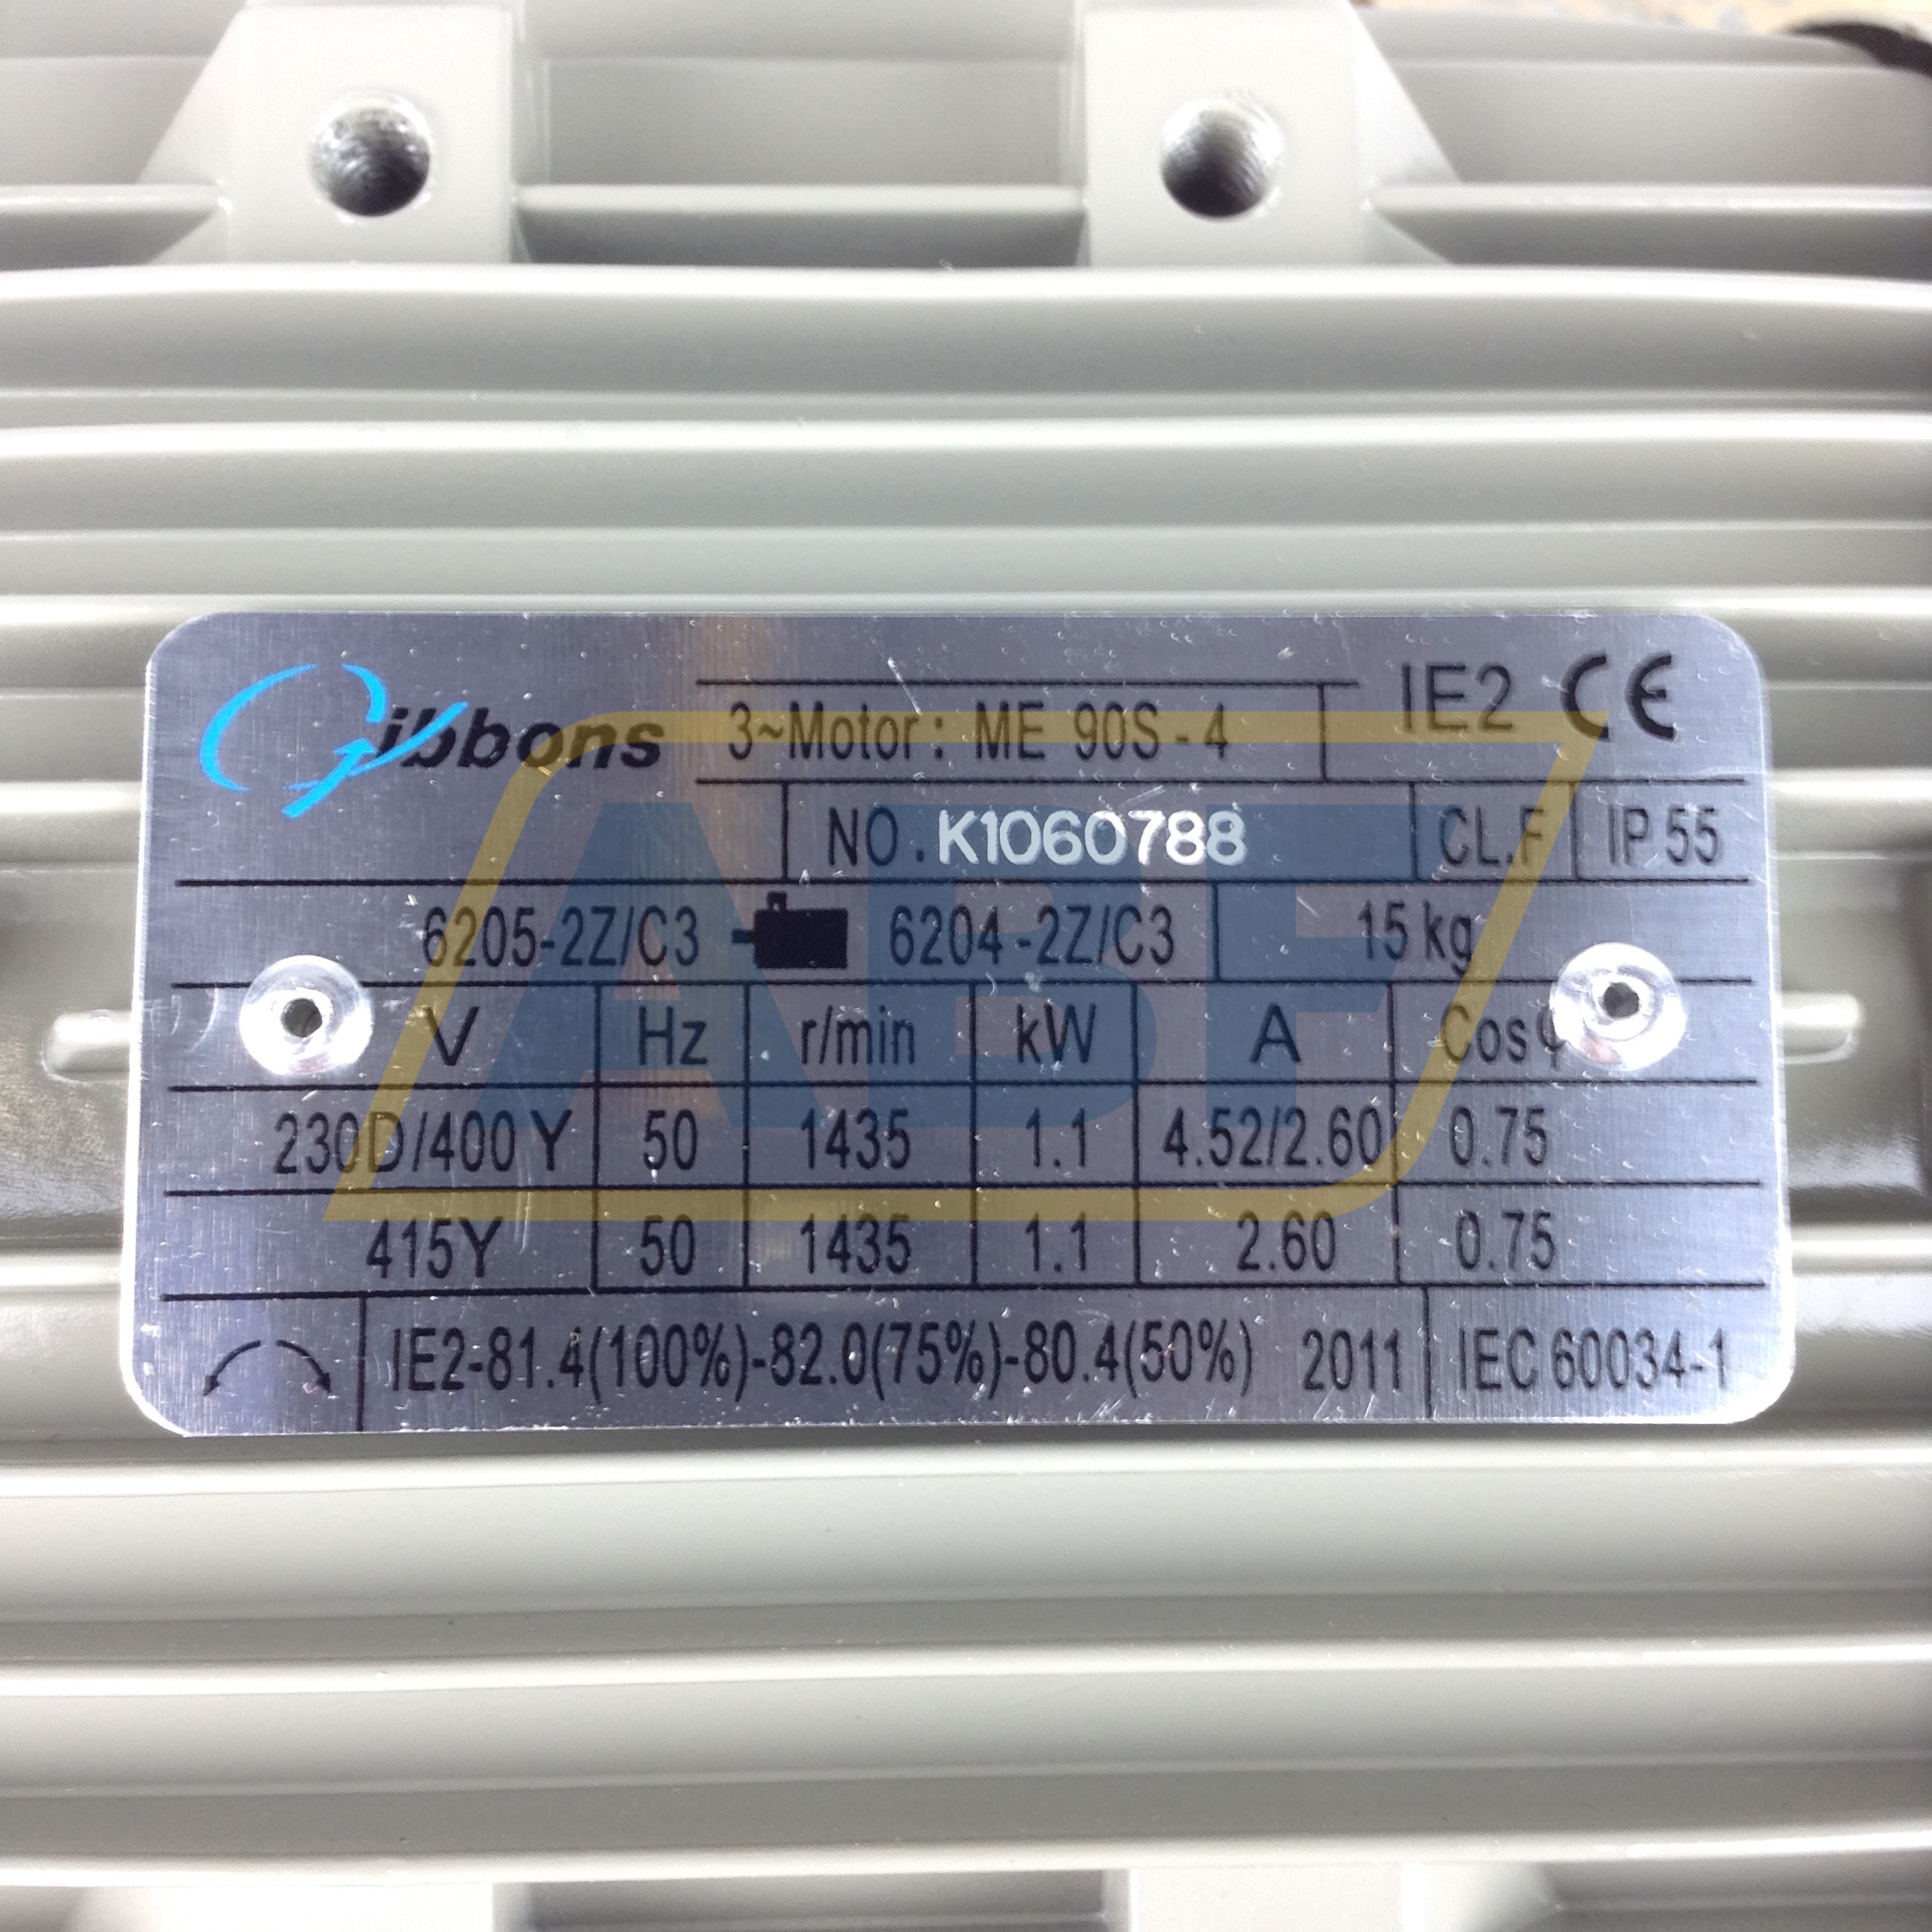 Gibbons 3~Motor: ME 90S-4 IE2 CE
NO. K1060788 CL.F IP 55
6205-2Z/C3 6204-2Z/C3 15 kg
V Hz r/min kW A Cosφ
230D/400Y 50 1435 1.1 4.52/2.60 0.75
415Y 50 1435 1.1 2.60 0.75
IE2-81.4(100%)-82.0(75%)-80.4(50%) 2011 IEC 60034-1
ABF